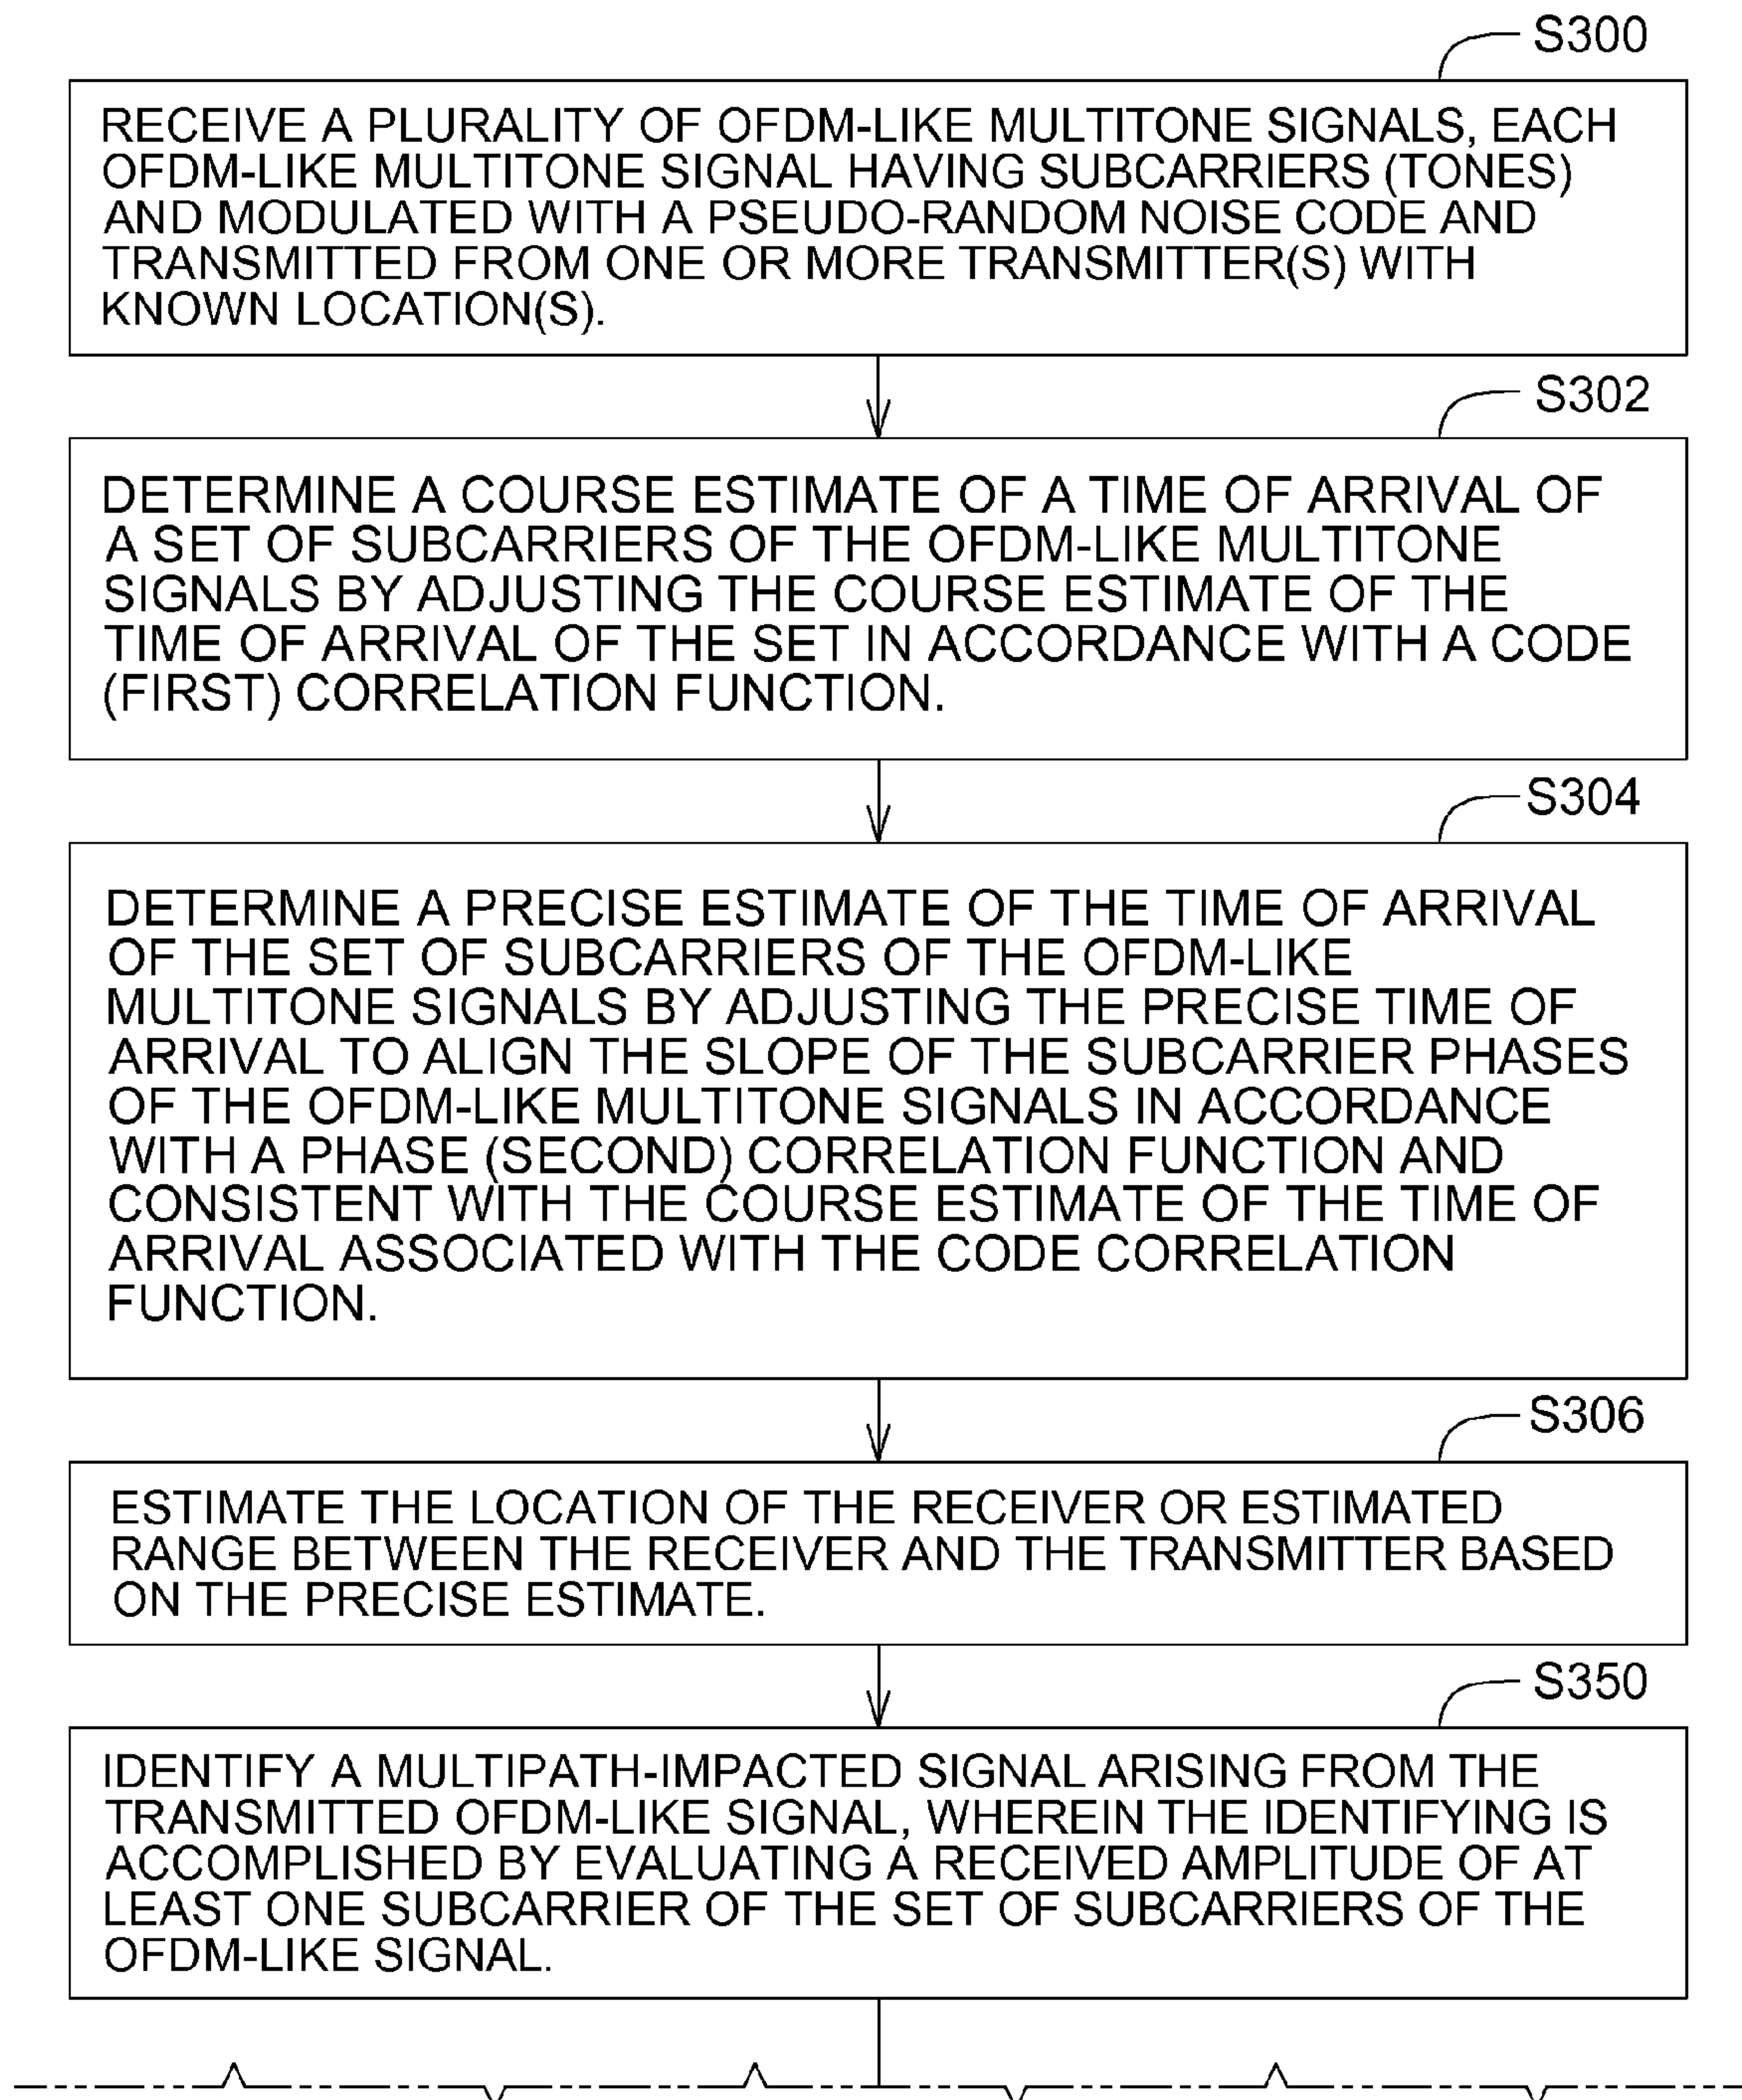 S300
RECEIVE A PLURALITY OF OFDM-LIKE MULTITONE SIGNALS, EACH
OFDM-LIKE MULTITONE SIGNAL HAVING SUBCARRIERS (TONES)
AND MODULATED WITH A PSEUDO-RANDOM NOISE CODE AND
TRANSMITTED FROM ONE OR MORE TRANSMITTER(S) WITH
KNOWN LOCATION(S).
S302
DETERMINE A COURSE ESTIMATE OF A TIME OF ARRIVAL OF
A SET OF SUBCARRIERS OF THE OFDM-LIKE MULTITONE
SIGNALS BY ADJUSTING THE COURSE ESTIMATE OF THE
TIME OF ARRIVAL OF THE SET IN ACCORDANCE WITH A CODE
(FIRST) CORRELATION FUNCTION.
S304
DETERMINE A PRECISE ESTIMATE OF THE TIME OF ARRIVAL
OF THE SET OF SUBCARRIERS OF THE OFDM-LIKE
MULTITONE SIGNALS BY ADJUSTING THE PRECISE TIME OF
ARRIVAL TO ALIGN THE SLOPE OF THE SUBCARRIER PHASES
OF THE OFDM-LIKE MULTITONE SIGNALS IN ACCORDANCE
WITH A PHASE (SECOND) CORRELATION FUNCTION AND
CONSISTENT WITH THE COURSE ESTIMATE OF THE TIME OF
ARRIVAL ASSOCIATED WITH THE CODE CORRELATION
FUNCTION.
S306
ESTIMATE THE LOCATION OF THE RECEIVER OR ESTIMATED
RANGE BETWEEN THE RECEIVER AND THE TRANSMITTER BASED
ON THE PRECISE ESTIMATE.
S350
IDENTIFY A MULTIPATH-IMPACTED SIGNAL ARISING FROM THE
TRANSMITTED OFDM-LIKE SIGNAL, WHEREIN THE IDENTIFYING IS
ACCOMPLISHED BY EVALUATING A RECEIVED AMPLITUDE OF AT
LEAST ONE SUBCARRIER OF THE SET OF SUBCARRIERS OF THE
OFDM-LIKE SIGNAL.